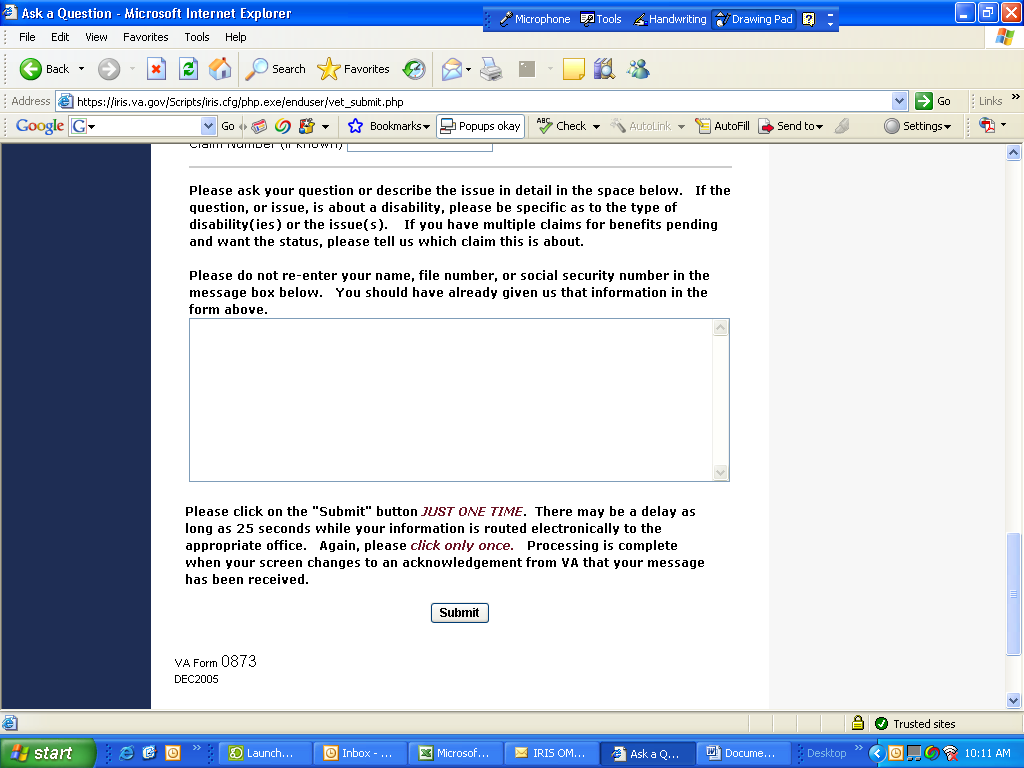 Ask a Question - Microsoft Internet Explorer
Microphone Tools Handwriting Drawing Pad ?
File Edit View Favorites Tools Help
Back Search Favorites
Address https://iris.va.gov/Scripts/iris.cfg/php.exe/enduser/vet_submit.php Go Links »
Google G Go Bookmarks Popups okay ABC Check AutoLink AutoFill Send to Settings
Claim Number (if known)
Please ask your question or describe the issue in detail in the space below. If the
question, or issue, is about a disability, please be specific as to the type of
disability(ies) or the issue(s). If you have multiple claims for benefits pending
and want the status, please tell us which claim this is about.
Please do not re-enter your name, file number, or social security number in the
message box below. You should have already given us that information in the
form above.
Please click on the "Submit" button JUST ONE TIME. There may be a delay as
long as 25 seconds while your information is routed electronically to the
appropriate office. Again, please click only once. Processing is complete
when your screen changes to an acknowledgement from VA that your message
has been received.
Submit
VA Form 0873
DEC2005
Trusted sites
start » Launch... Inbox - ... Microsof... IRIS OM... Ask a Q... Docume... Desktop » 10:11 AM